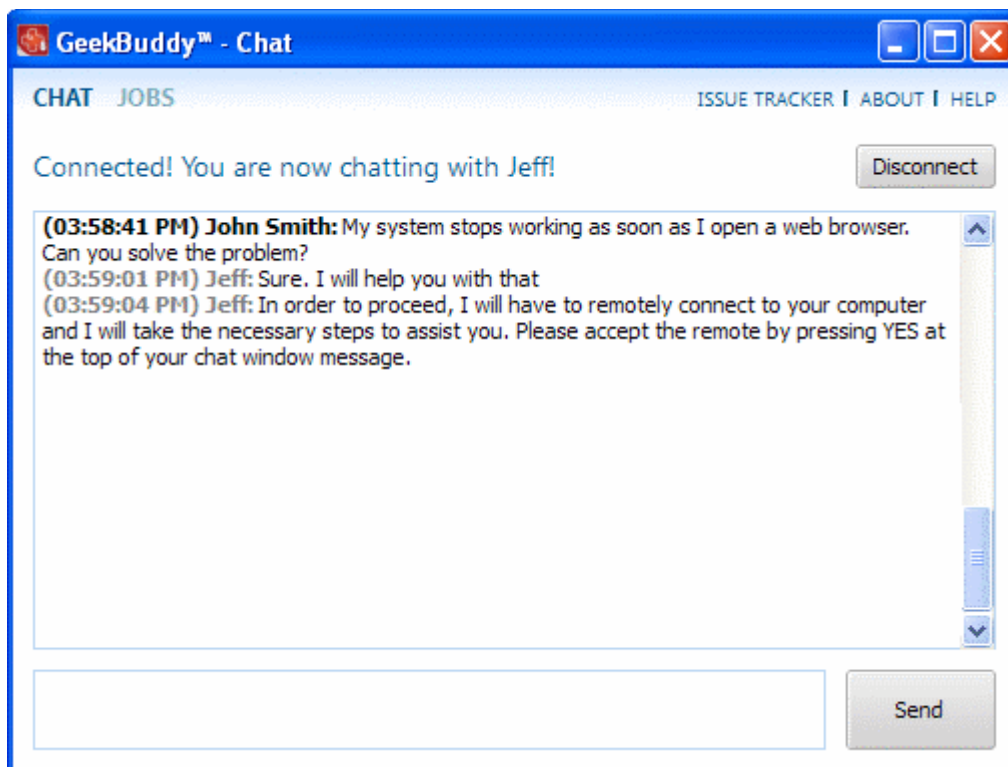 GeekBuddy™ - Chat
CHAT JOBS
ISSUE TRACKER | ABOUT | HELP
Connected! You are now chatting with Jeff!
Disconnect
(03:58:41 PM) John Smith: My system stops working as soon as I open a web browser.
Can you solve the problem?
(03:59:01 PM) Jeff: Sure. I will help you with that
(03:59:04 PM) Jeff: In order to proceed, I will have to remotely connect to your computer
and I will take the necessary steps to assist you. Please accept the remote by pressing YES at
the top of your chat window message.
Send